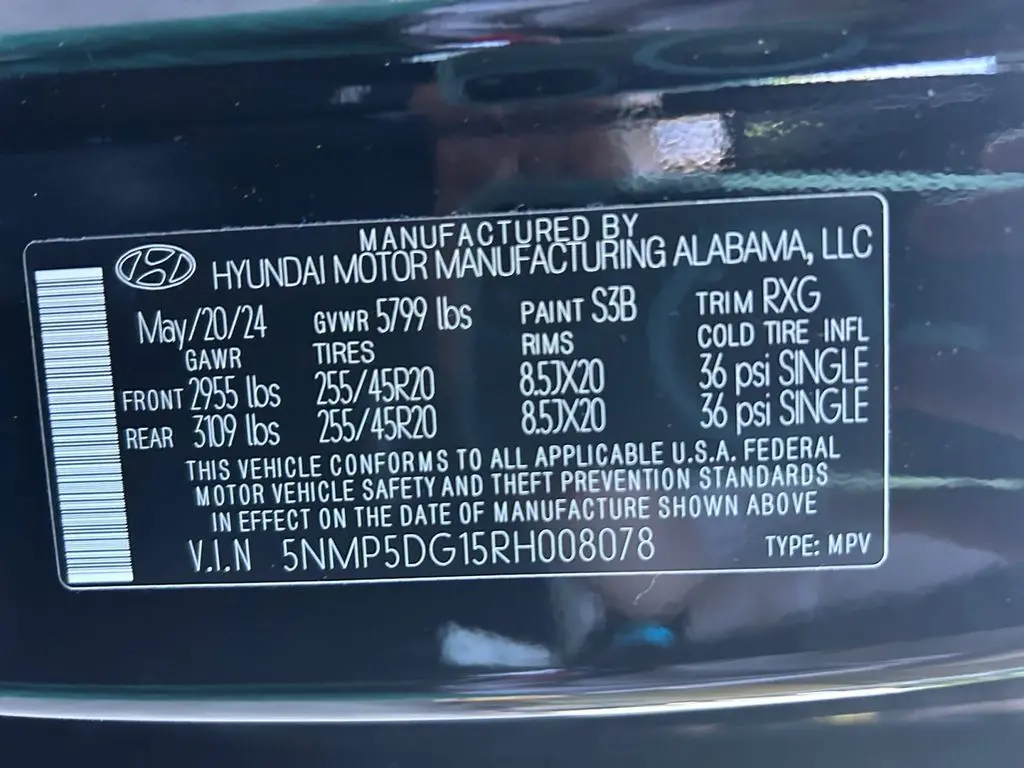 MANUFACTURED BY
HYUNDAI MOTOR MANUFACTURING ALABAMA, LLC
May/20/24 GVWR 5799 lbs PAINT S3B TRIM RXG
GAWR TIRES RIMS COLD TIRE INFL
FRONT 2955 lbs 255/45R20 8.5JX20 36 psi SINGLE
REAR 3109 lbs 255/45R20 8.5JX20 36 psi SINGLE
THIS VEHICLE CONFORMS TO ALL APPLICABLE U.S.A. FEDERAL
MOTOR VEHICLE SAFETY AND THEFT PREVENTION STANDARDS
IN EFFECT ON THE DATE OF MANUFACTURE SHOWN ABOVE
V.I.N 5NMP5DG15RH008078 TYPE: MPV